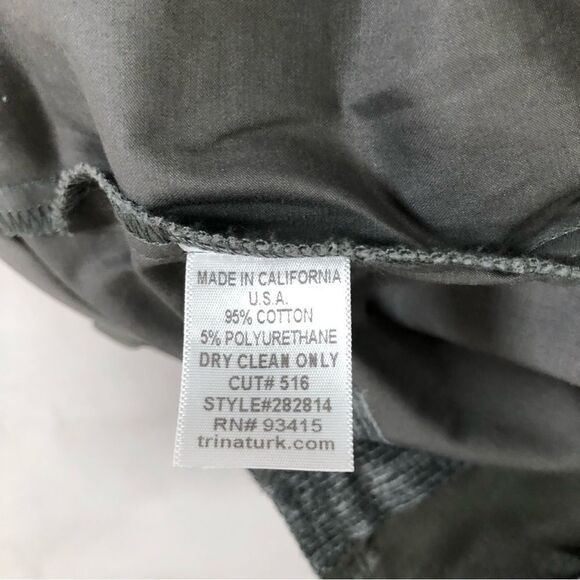 MADE IN CALIFORNIA
U.S.A.
95% COTTON
5% POLYURETHANE
DRY CLEAN ONLY
CUT# 516
STYLE#282814
RN# 93415
trinaturk.com